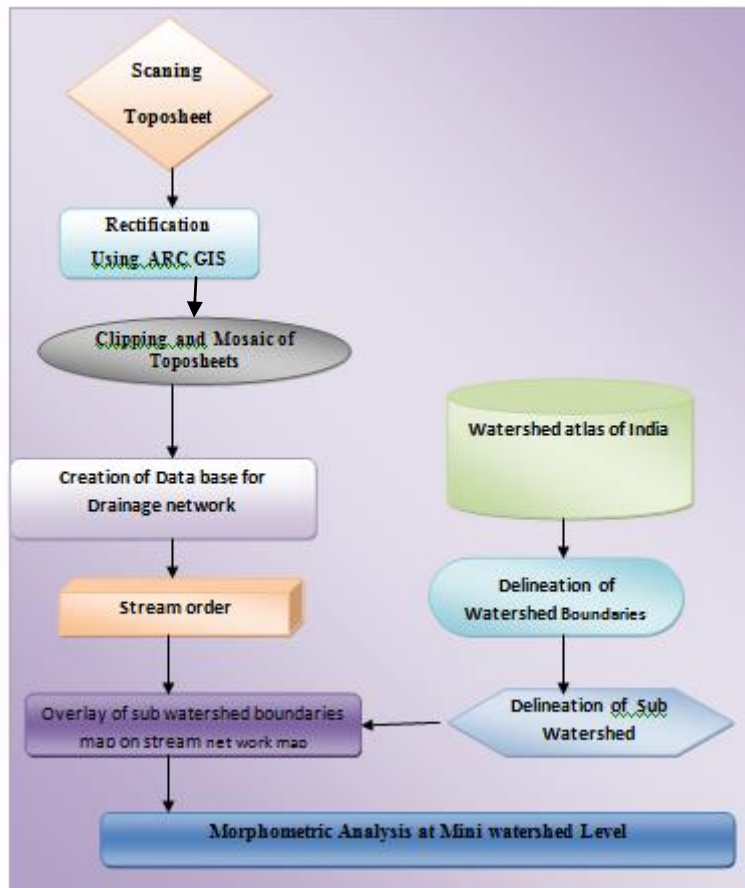 Scaning
Toposheet
Rectification
Using ARC GIS
Clipping and Mosaic of
Toposheets
Creation of Data base for
Drainage network
Stream order
Overlay of sub watershed boundaries
map on stream net work map
Watershed atlas of India
Delineation of
Watershed Boundaries
Delineation of Sub
Watershed
Morphometric Analysis at Mini watershed Level